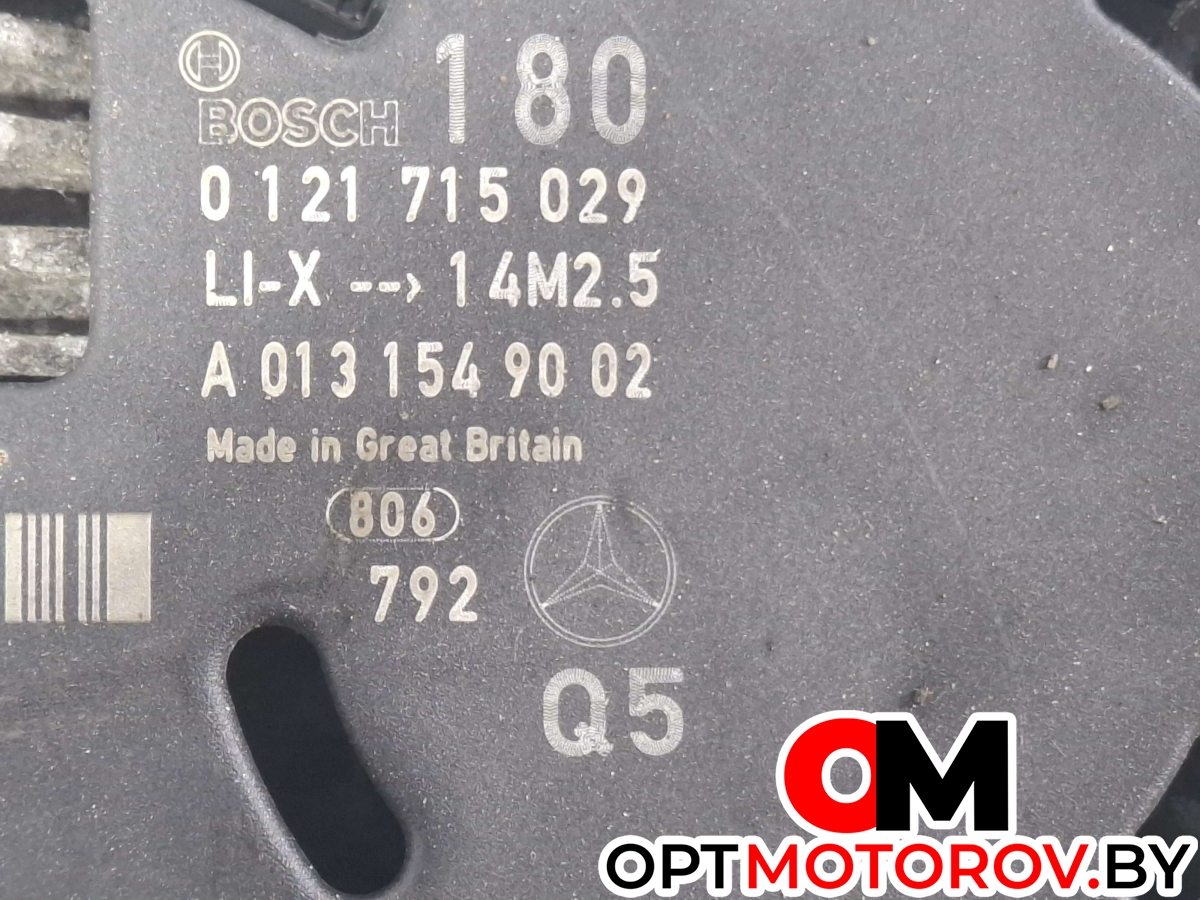 BOSCH 180
0 121 715 029
LI-X --> 14M2.5
A 013 154 90 02
Made in Great Britain
806
792
Q5
OM
OPTMOTOROV.BY